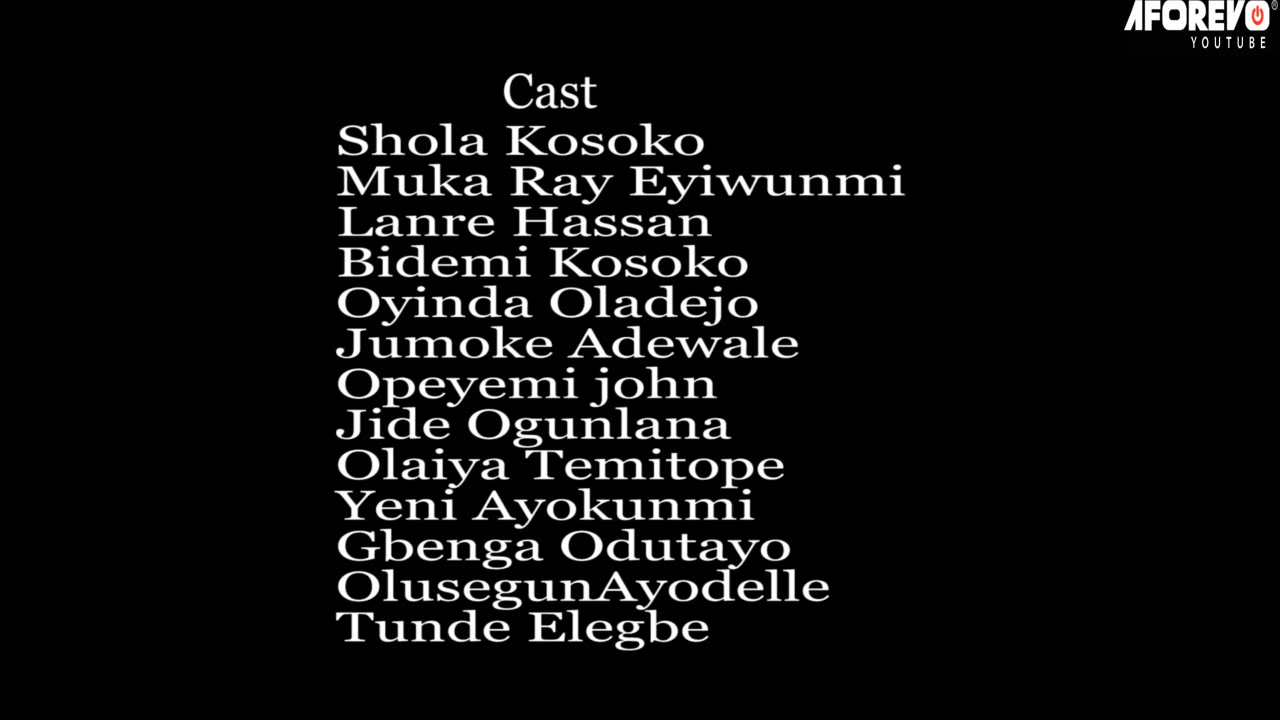 AFOREVO®
YOUTUBE
Cast
Shola Kosoko
Muka Ray Eyiwunmi
Lanre Hassan
Bidemi Kosoko
Oyinda Oladejo
Jumoke Adewale
Opeyemi john
Jide Ogunlana
Olaiya Temitope
Yeni Ayokunmi
Gbenga Odutayo
OlusegunAyodelle
Tunde Elegbe